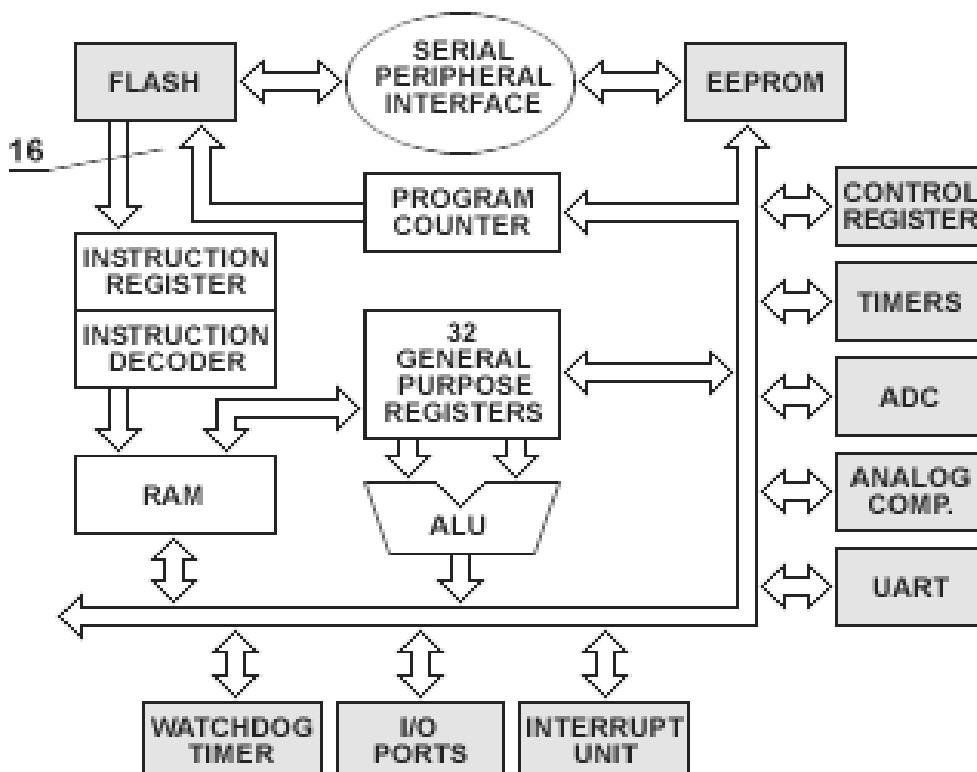 FLASH
SERIAL
PERIPHERAL
INTERFACE
EEPROM
16
PROGRAM
COUNTER
CONTROL
REGISTER
INSTRUCTION
REGISTER
INSTRUCTION
DECODER
32
GENERAL
PURPOSE
REGISTERS
TIMERS
ADC
RAM
ALU
ANALOG
COMP.
UART
WATCHDOG
TIMER
I/O
PORTS
INTERRUPT
UNIT